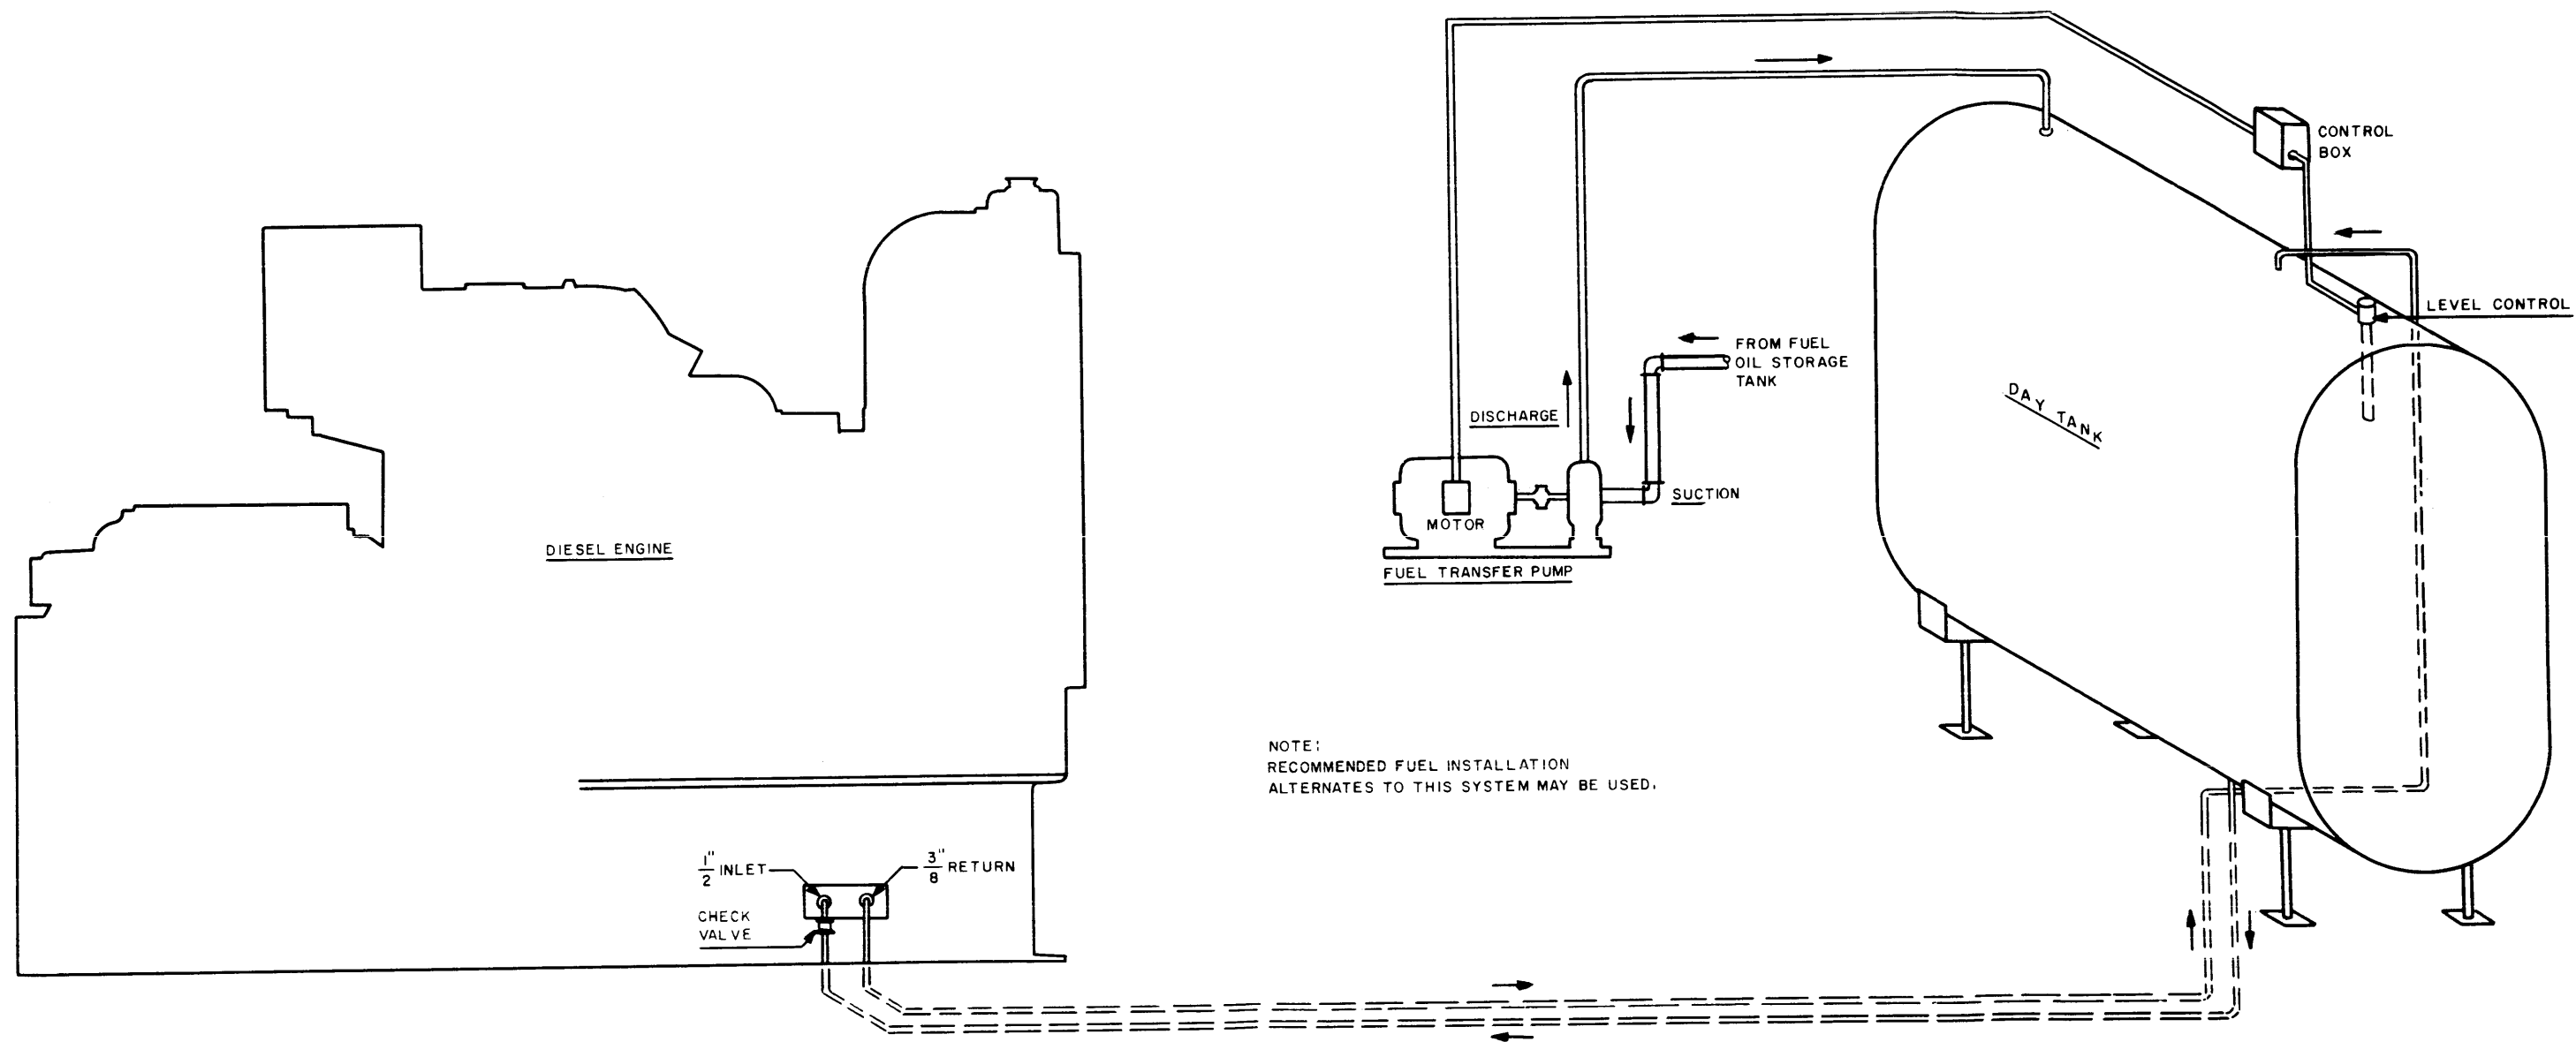 CONTROL
BOX
LEVEL CONTROL
FROM FUEL
OIL STORAGE
TANK
DISCHARGE
DAY TANK
SUCTION
MOTOR
FUEL TRANSFER PUMP
DIESEL ENGINE
NOTE:
RECOMMENDED FUEL INSTALLATION
ALTERNATES TO THIS SYSTEM MAY BE USED.
1/2" INLET
3/8" RETURN
CHECK
VALVE